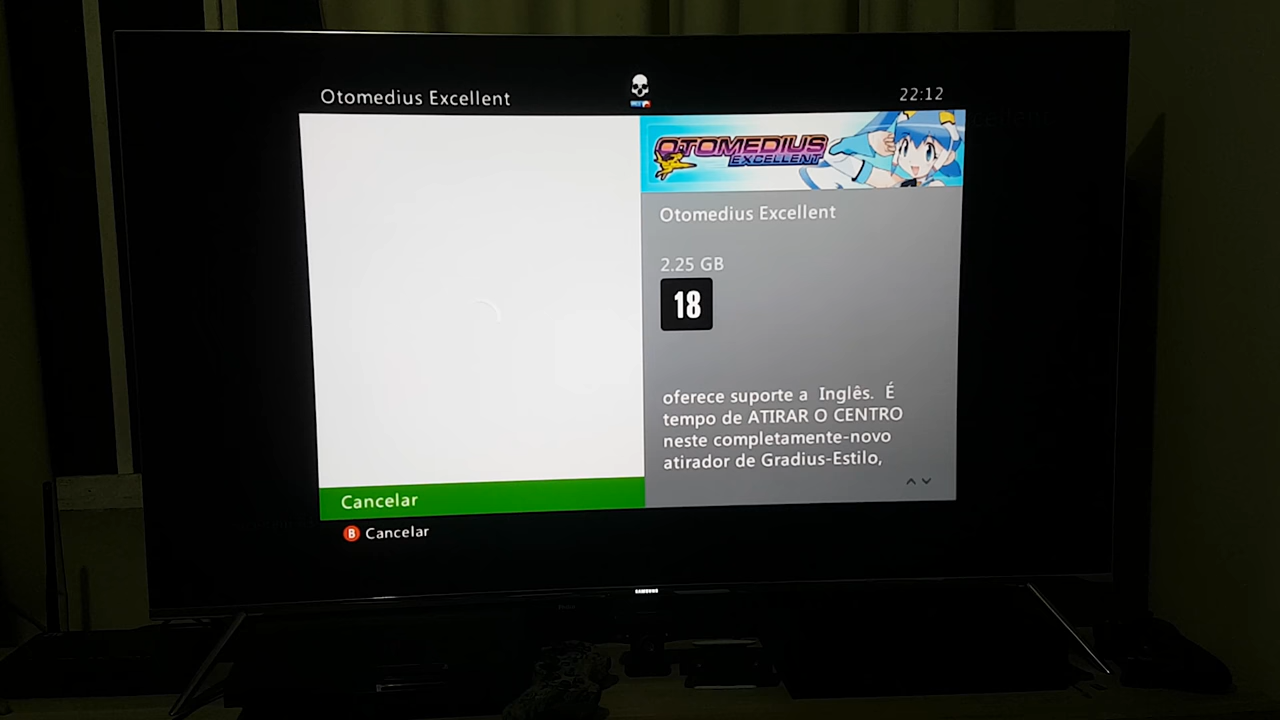 Otomedius Excellent
22:12
OTOMEDIUS
EXCELLENT
Otomedius Excellent
2.25 GB
18
oferece suporte a Inglês. É
tempo de ATIRAR O CENTRO
neste completamente-novo
atirador de Gradius-Estilo,
Cancelar
B Cancelar
SAMSUNG